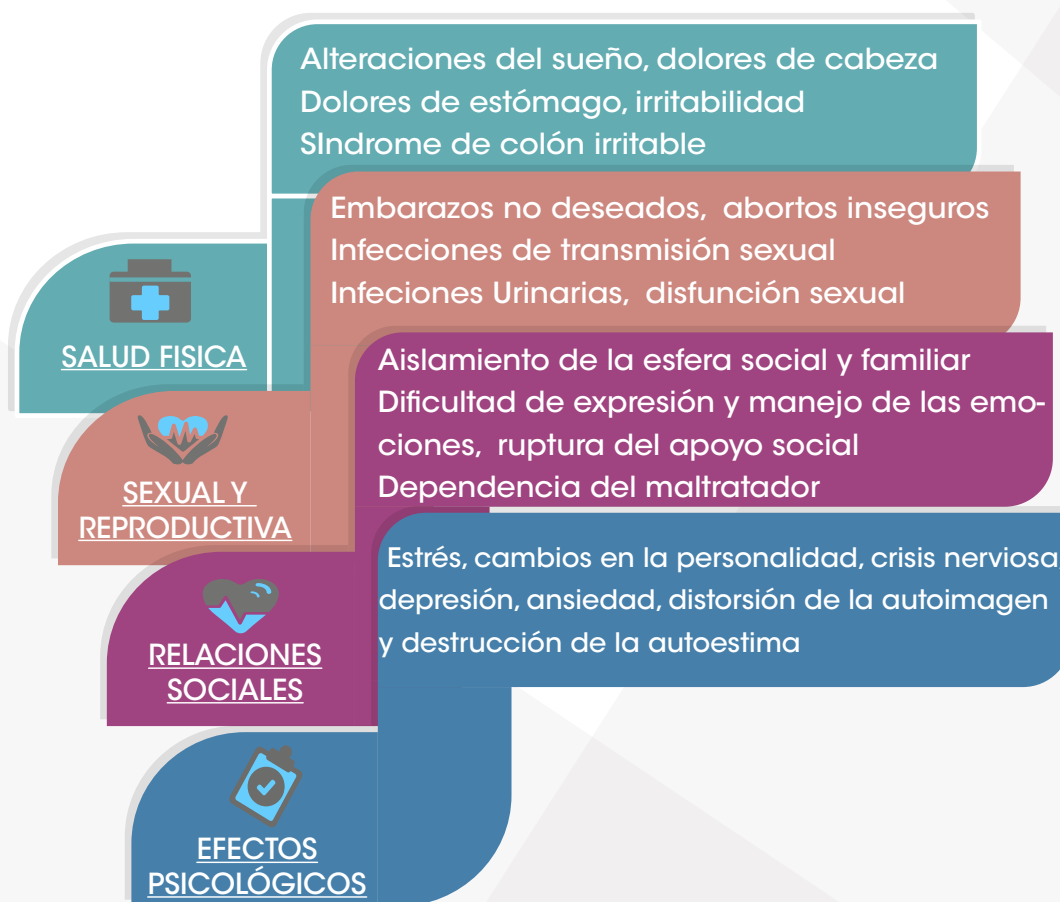 Alteraciones del sueño, dolores de cabeza
Dolores de estómago, irritabilidad
SIndrome de colón irritable
SALUD FISICA
Embarazos no deseados, abortos inseguros
Infecciones de transmisión sexual
Infeciones Urinarias, disfunción sexual
SEXUAL Y
REPRODUCTIVA
Aislamiento de la esfera social y familiar
Dificultad de expresión y manejo de las emo-
ciones, ruptura del apoyo social
Dependencia del maltratador
RELACIONES
SOCIALES
Estrés, cambios en la personalidad, crisis nerviosa
depresión, ansiedad, distorsión de la autoimagen
y destrucción de la autoestima
EFECTOS
PSICOLÓGICOS